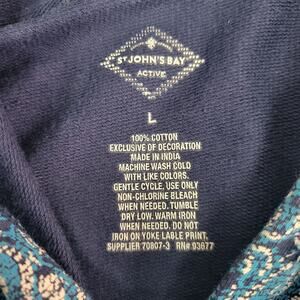 ST JOHN'S BAY
ACTIVE
L
100% COTTON
EXCLUSIVE OF DECORATION
MADE IN INDIA
MACHINE WASH COLD
WITH LIKE COLORS.
GENTLE CYCLE, USE ONLY
NON-CHLORINE BLEACH
WHEN NEEDED. TUMBLE
DRY LOW. WARM IRON
WHEN NEEDED. DO NOT
IRON ON YOKE LABLE PRINT.
SUPPLIER 70807-3 RN# 93677